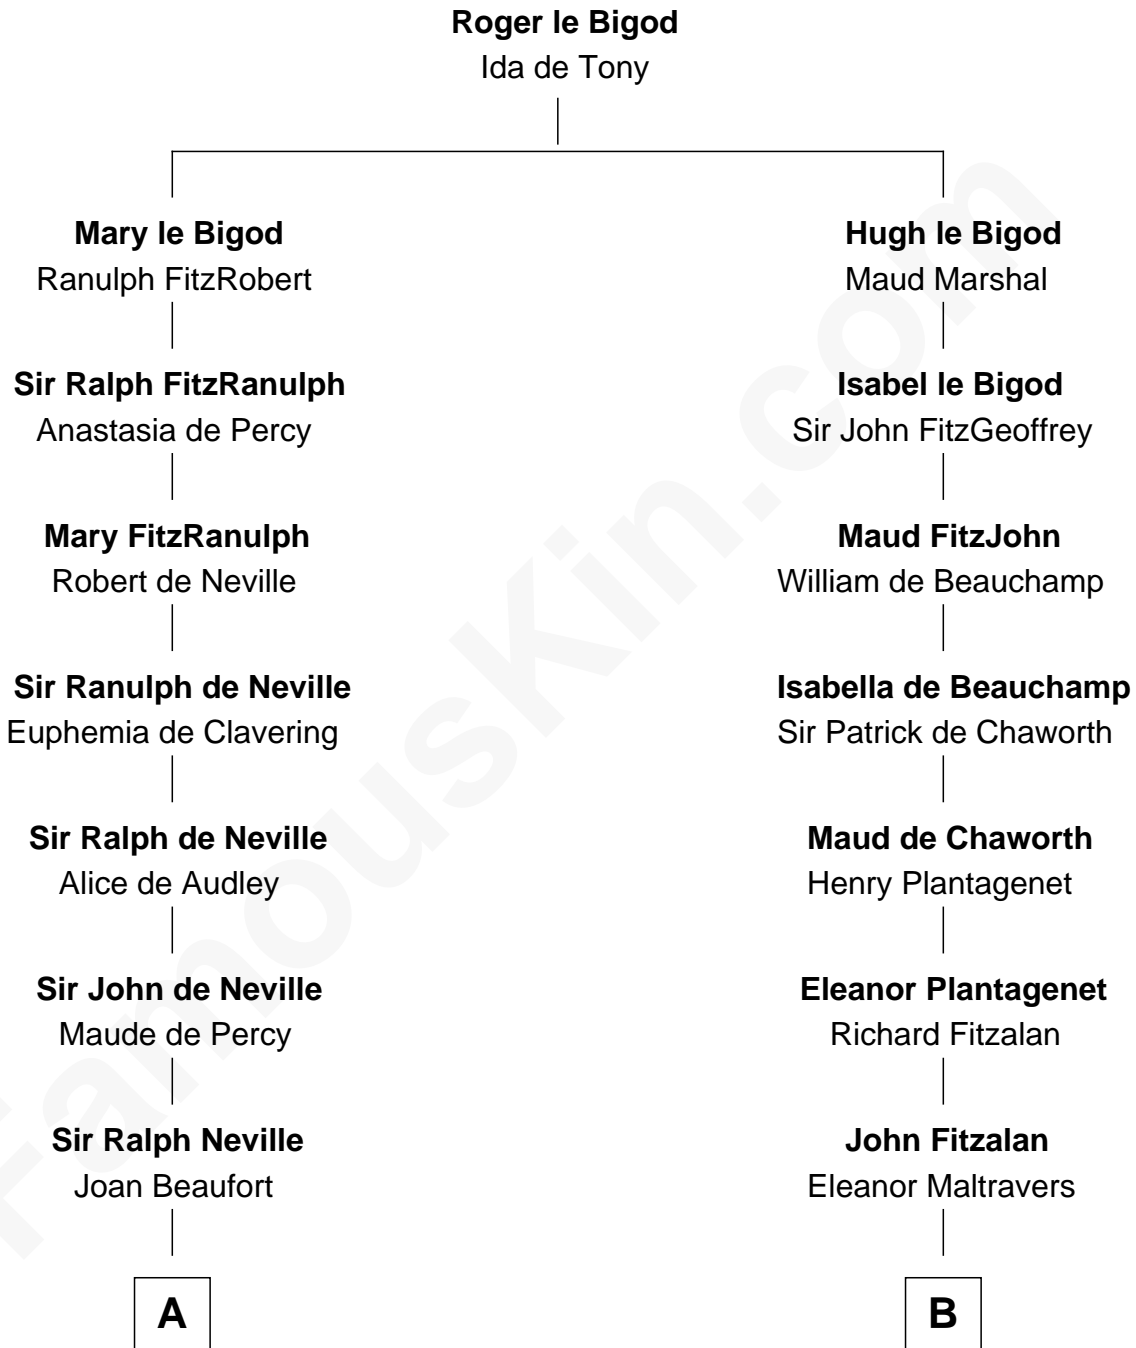 Roger le Bigod
Ida de Tony
Mary le Bigod
Ranulph FitzRobert
Hugh le Bigod
Maud Marshal
Sir Ralph FitzRanulph
Anastasia de Percy
Isabel le Bigod
Sir John FitzGeoffrey
Mary FitzRanulph
Robert de Neville
Maud FitzJohn
William de Beauchamp
Sir Ranulph de Neville
Euphemia de Clavering
Isabella de Beauchamp
Sir Patrick de Chaworth
Sir Ralph de Neville
Alice de Audley
Maud de Chaworth
Henry Plantagenet
Sir John de Neville
Maude de Percy
Eleanor Plantagenet
Richard Fitzalan
Sir Ralph Neville
Joan Beaufort
John Fitzalan
Eleanor Maltravers
A
B
FamousKin.com